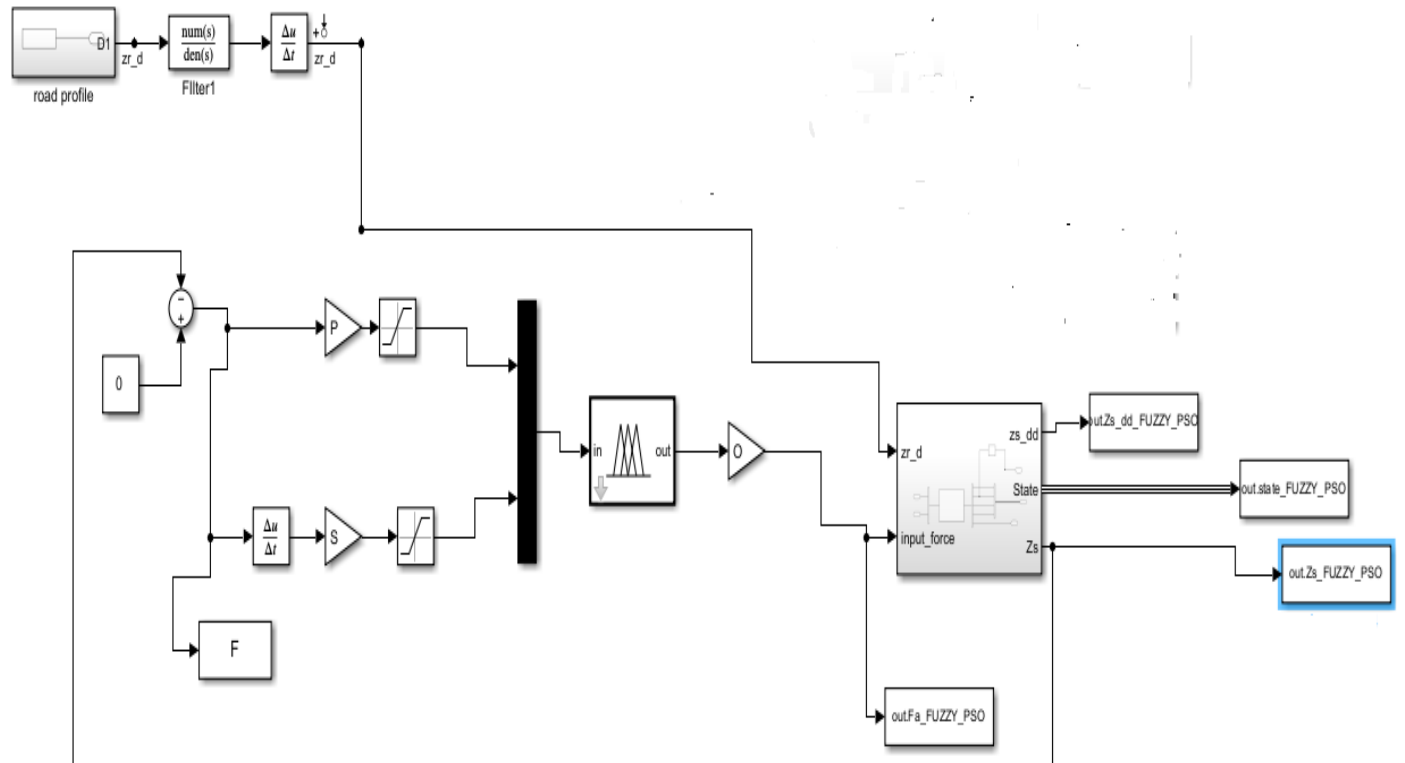 D1
zr_d
road profile
num(s)
den(s)
FIlter1
Δu
Δt
+
zr_d
−
+
0
P
Δu
Δt
S
F
in
out
O
zr_d
input_force
zs_dd
State
Zs
out.Zs_dd_FUZZY_PSO
out.state_FUZZY_PSO
out.Zs_FUZZY_PSO
out.Fa_FUZZY_PSO